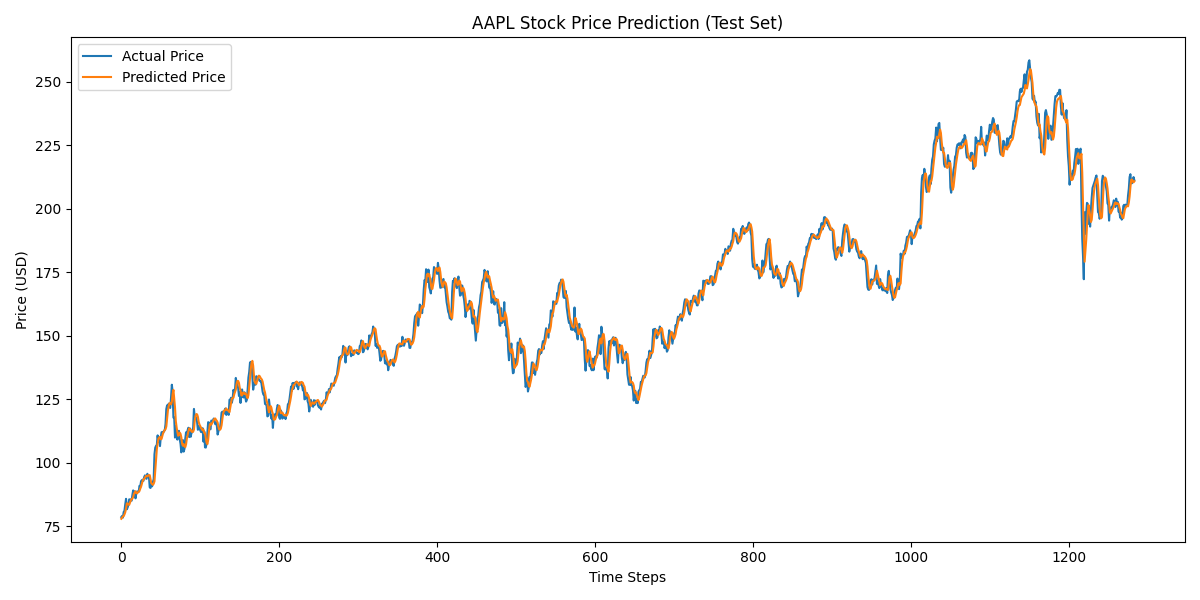 AAPL Stock Price Prediction (Test Set)
Actual Price
Predicted Price
Price (USD)
250
225
200
175
150
125
100
75
0 200 400 600 800 1000 1200
Time Steps